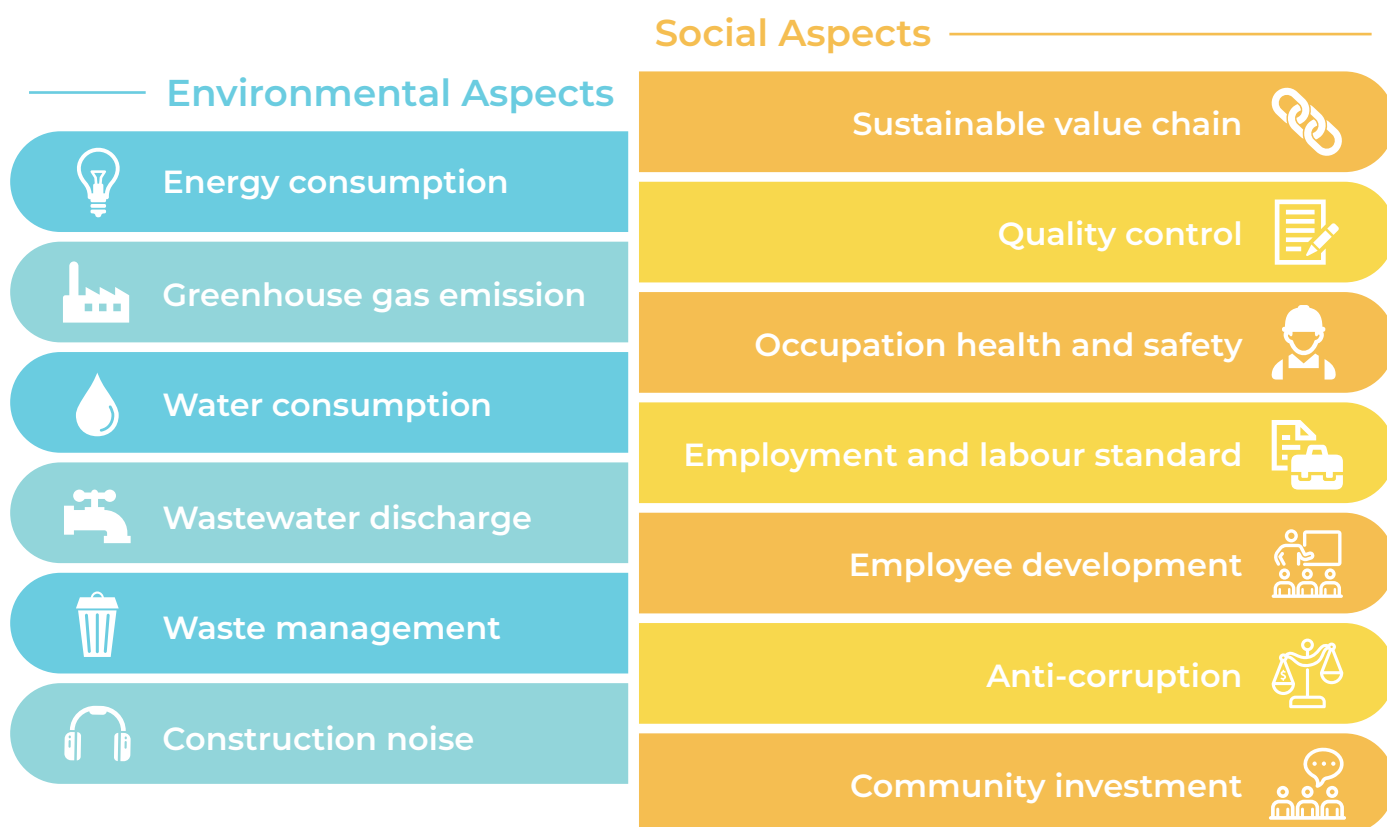 Environmental Aspects
Energy consumption
Greenhouse gas emission
Water consumption
Wastewater discharge
Waste management
Construction noise
Social Aspects
Sustainable value chain
Quality control
Occupation health and safety
Employment and labour standard
Employee development
$
Anti-corruption
Community investment